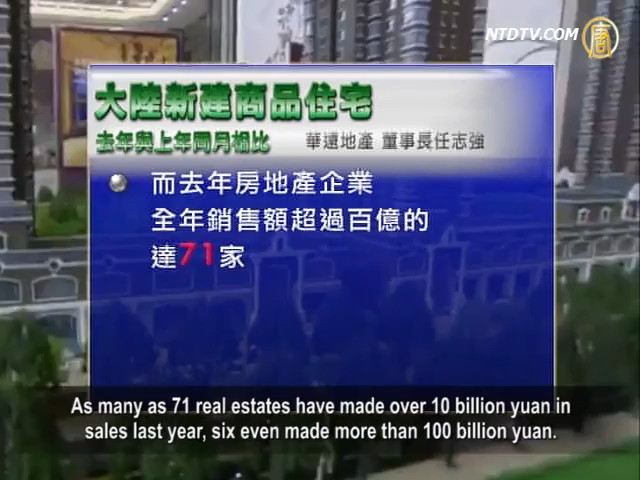 NTDTV.COM
大陸新建商品住宅
去年與上年同月相比 華遠地產 董事長任志強
而去年房地產企業
全年銷售額超過百億的
達71家
As many as 71 real estates have made over 10 billion yuan in
sales last year, six even made more than 100 billion yuan.